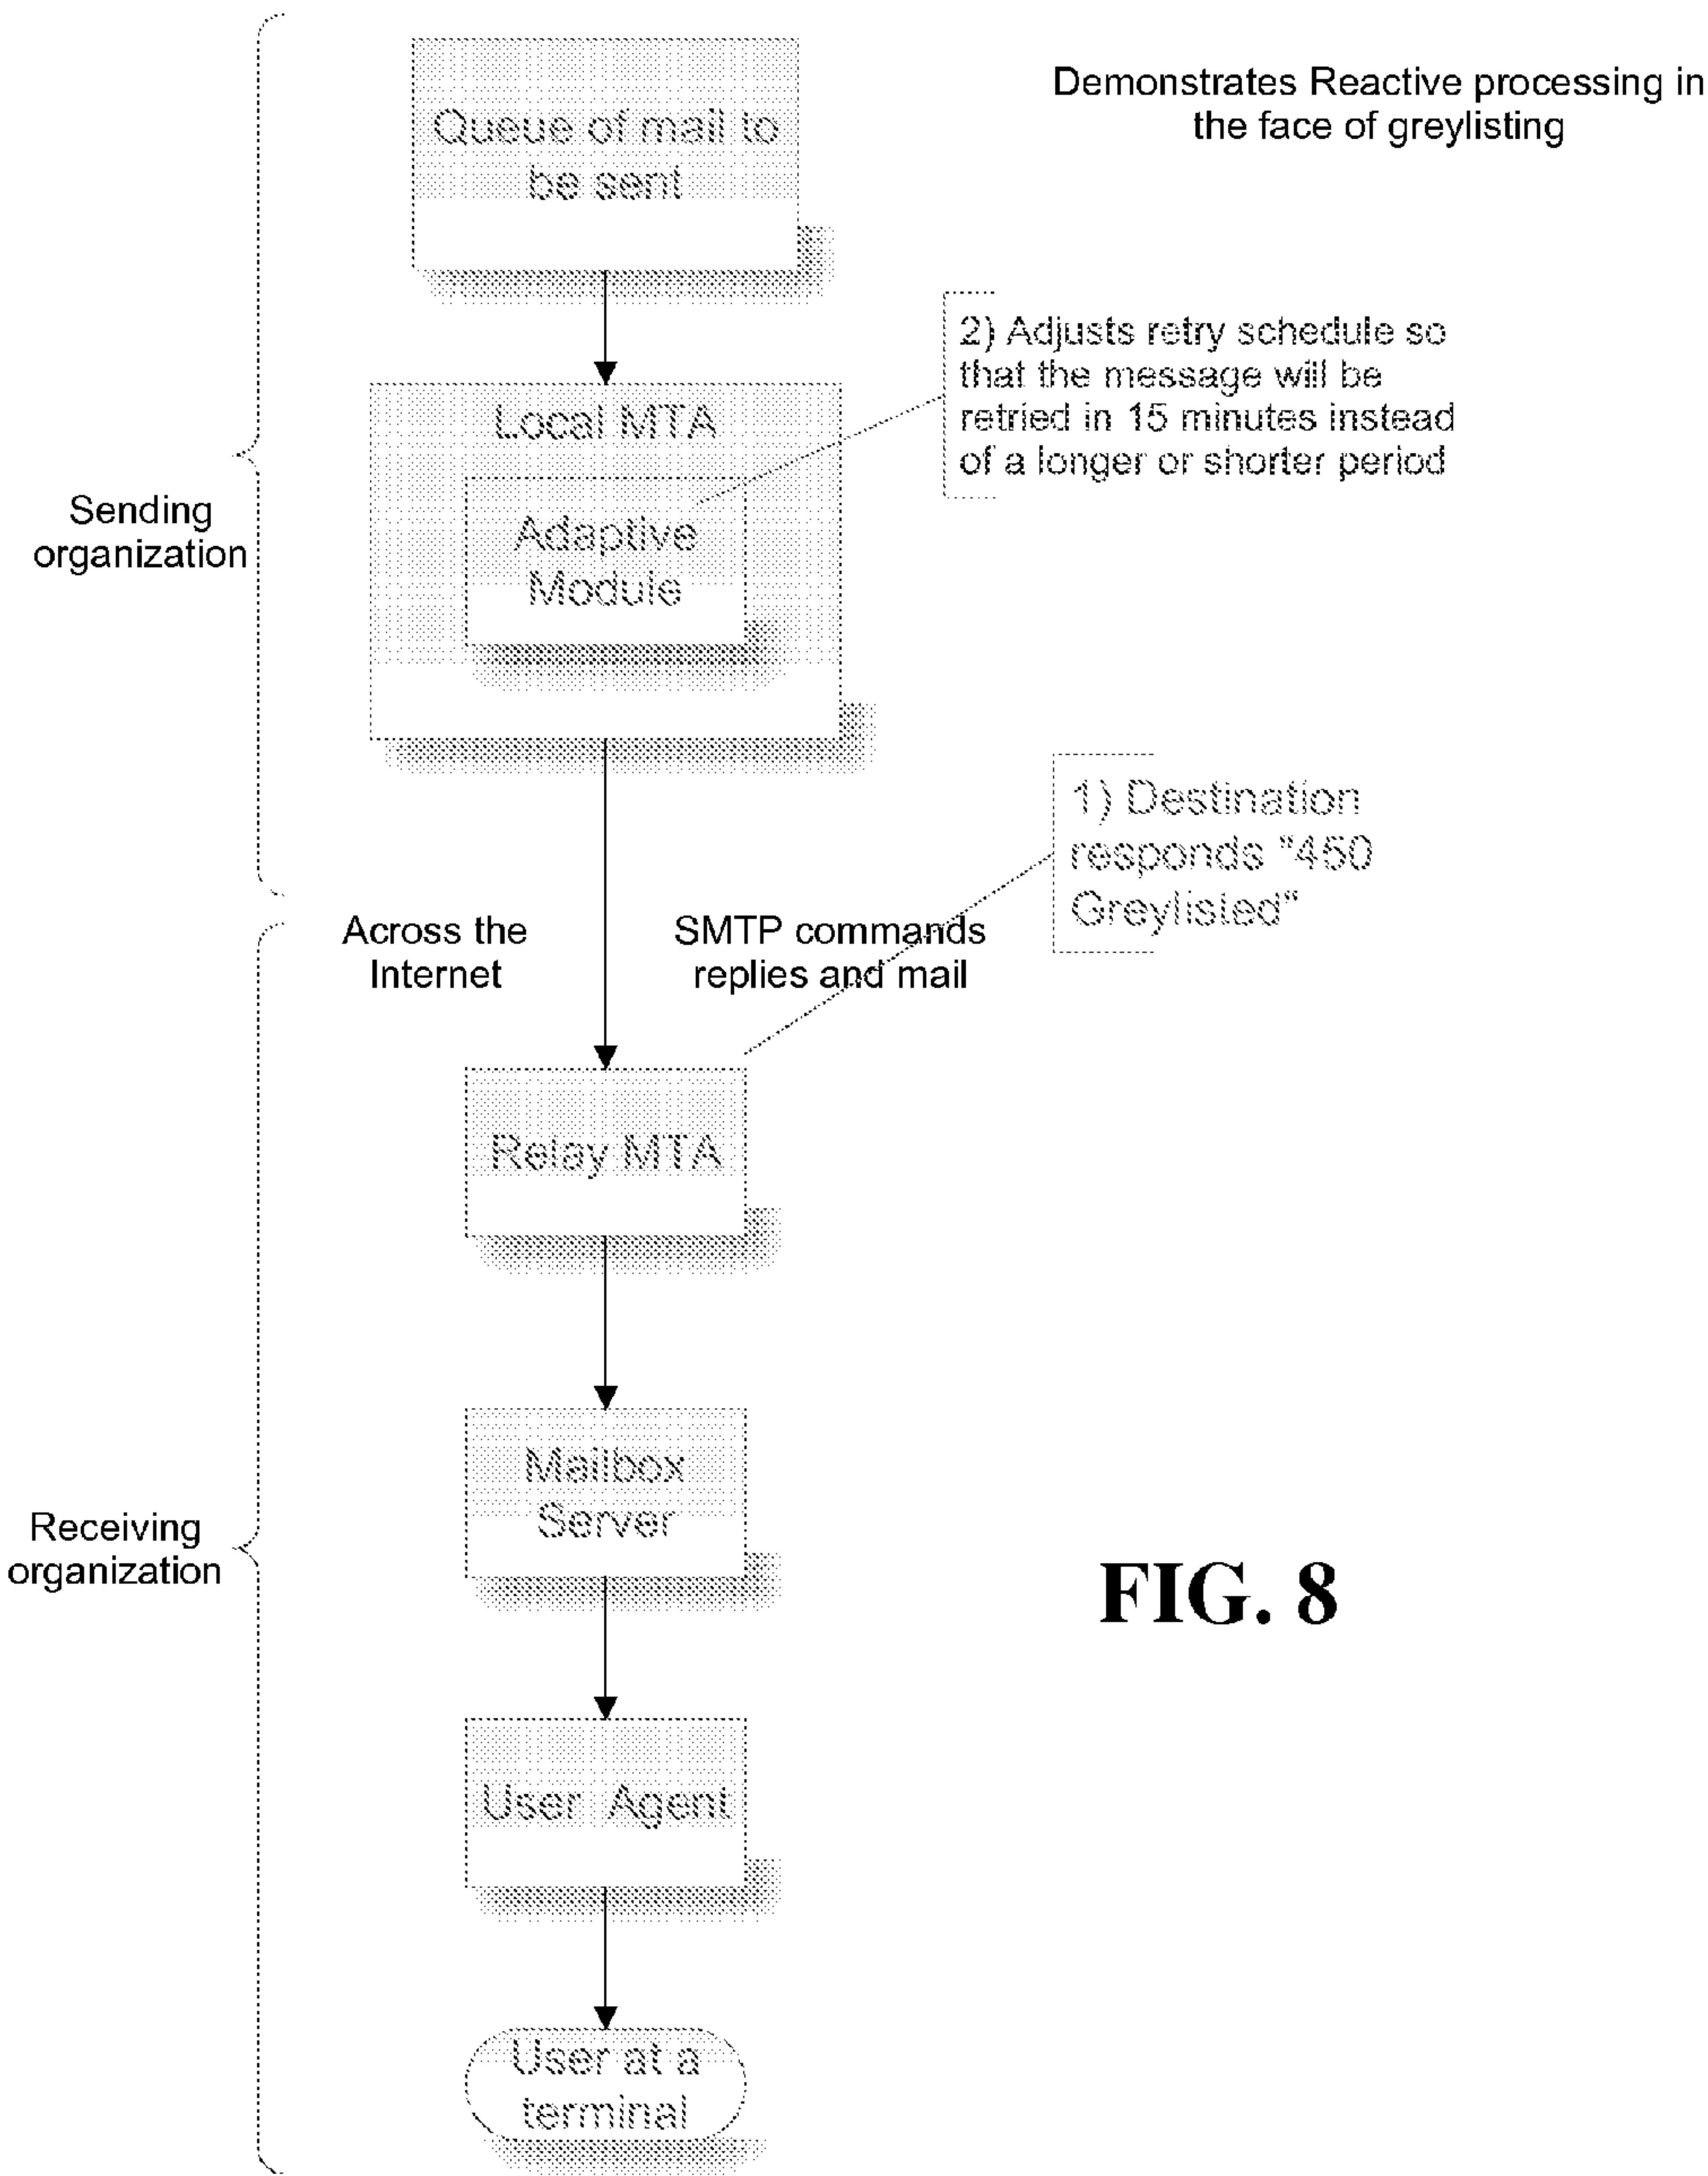 Demonstrates Reactive processing in
the face of greylisting
Queue of mail to
be sent
2) Adjusts retry schedule so
that the message will be
retried in 15 minutes instead
of a longer or shorter period
Local MTA
Adaptive
Module
Sending
organization
1) Destination
responds "450
Greylisted"
Across the
Internet
SMTP commands
replies and mail
Relay MTA
Mailbox
Server
Receiving
organization
FIG. 8
User Agent
User at a
terminal